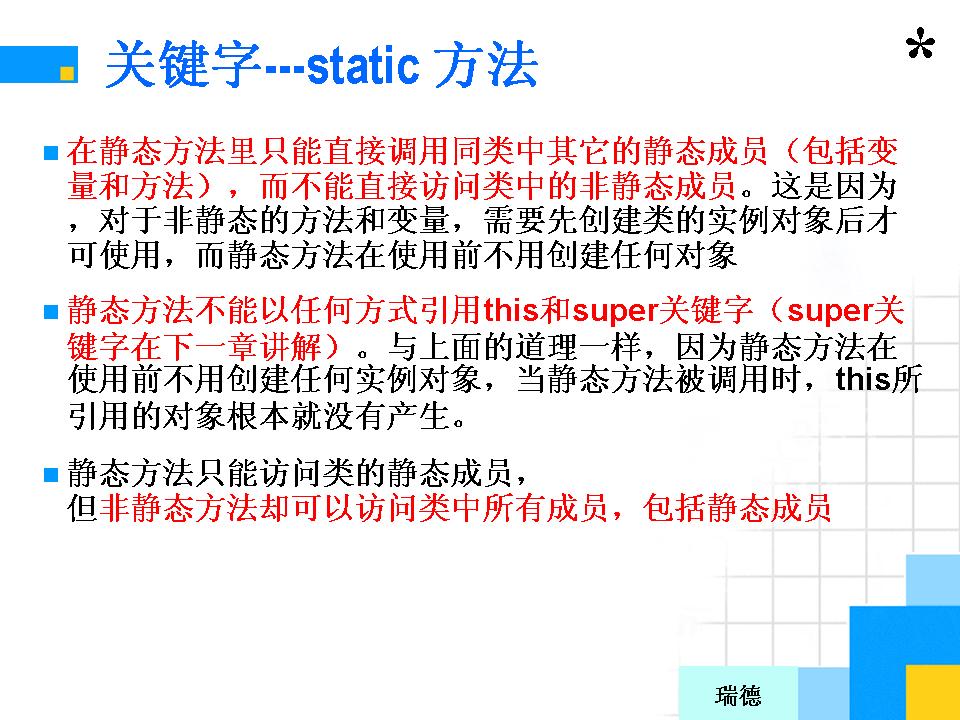 关键字---static 方法
*
在静态方法里只能直接调用同类中其它的静态成员（包括变
量和方法），而不能直接访问类中的非静态成员。这是因为
，对于非静态的方法和变量，需要先创建类的实例对象后才
可使用，而静态方法在使用前不用创建任何对象
静态方法不能以任何方式引用this和super关键字（super关
键字在下一章讲解）。与上面的道理一样，因为静态方法在
使用前不用创建任何实例对象，当静态方法被调用时，this所
引用的对象根本就没有产生。
静态方法只能访问类的静态成员，
但非静态方法却可以访问类中所有成员，包括静态成员
瑞德